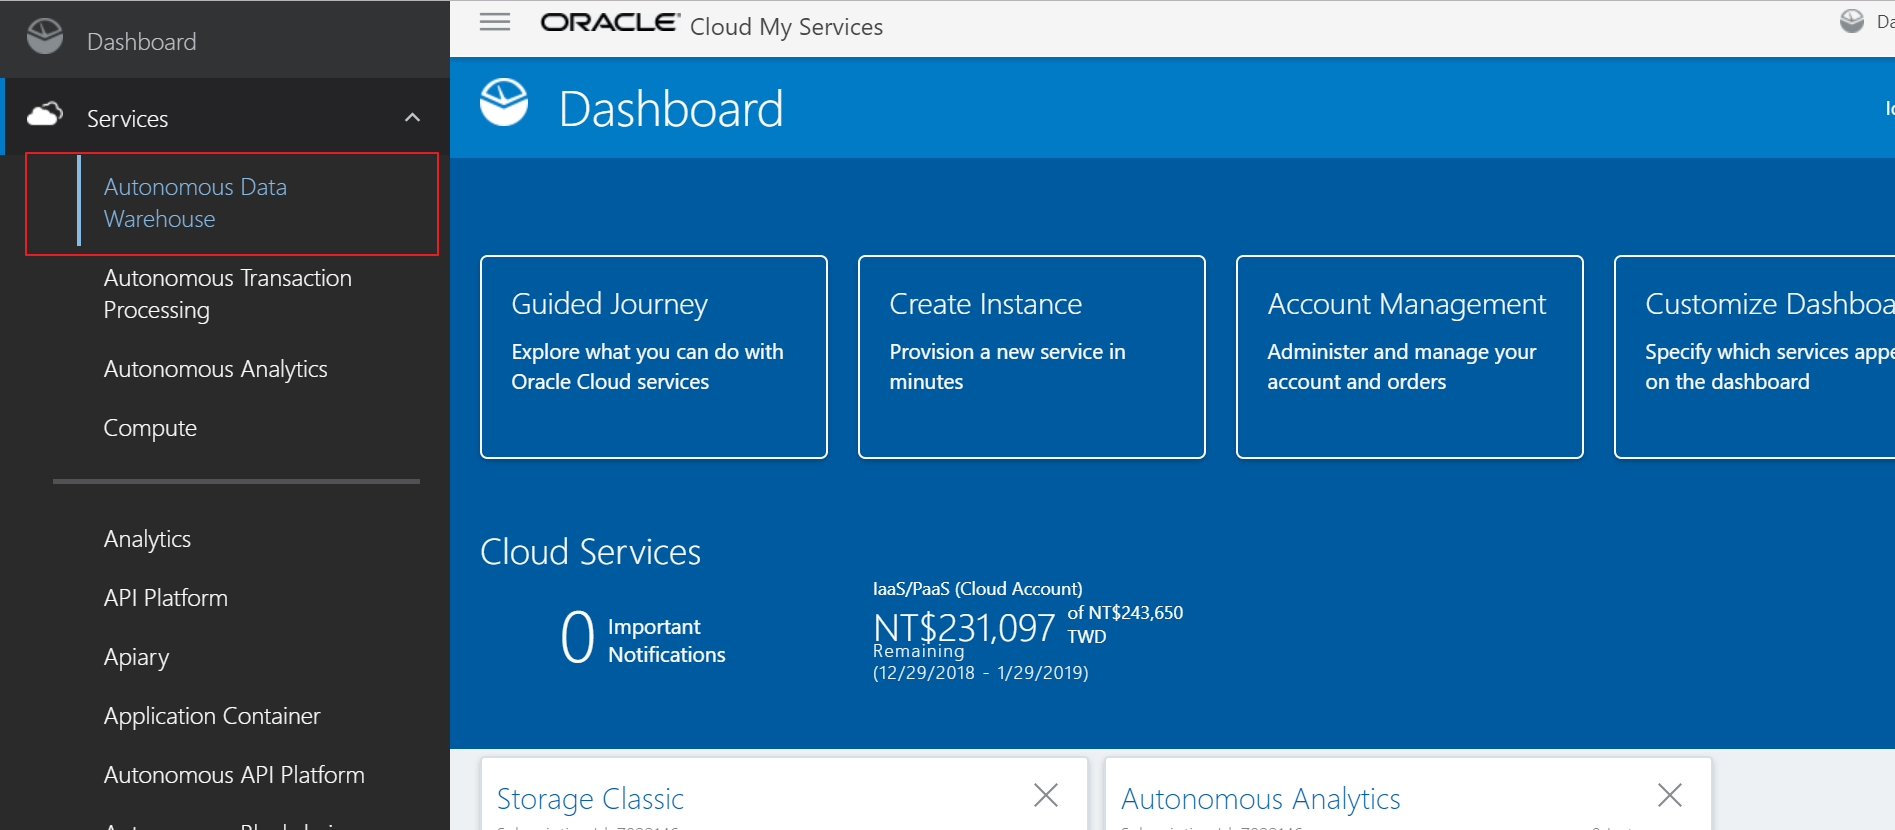 Dashboard
Services
Autonomous Data
Warehouse
Autonomous Transaction
Processing
Autonomous Analytics
Compute
Analytics
API Platform
Apiary
Application Container
Autonomous API Platform
ORACLE® Cloud My Services
Dashboard
Guided Journey
Explore what you can do with
Oracle Cloud services
Create Instance
Provision a new service in
minutes
Account Management
Administer and manage your
account and orders
Customize
Specify which services
on the dashboard
Cloud Services
0 Important
Notifications
IaaS/PaaS (Cloud Account)
NT$231,097 of NT$243,650
TWD
Remaining
(12/29/2018 - 1/29/2019)
Storage Classic
Autonomous Analytics